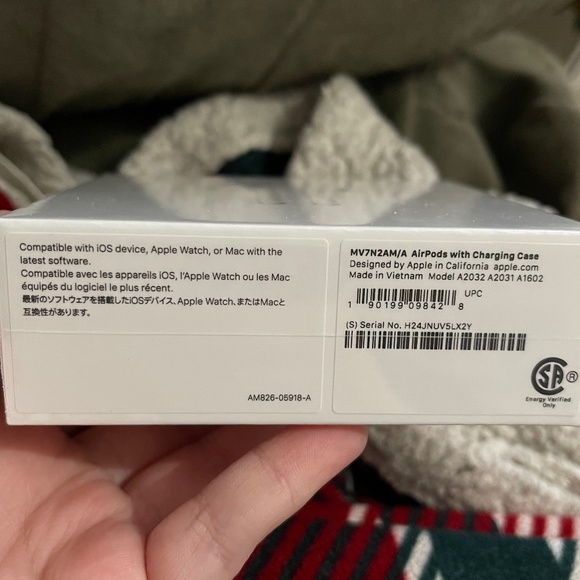 Compatible with iOS device, Apple Watch, or Mac with the
latest software.
Compatible avec les appareils iOS, l'Apple Watch ou les Mac
équipés du logiciel le plus récent.
最新のソフトウェアを搭載したiOSデバイス、Apple Watch、またはMacと
互換性があります。
AM826-05918-A
MV7N2AM/A AirPods with Charging Case
Designed by Apple in California apple.com
Made in Vietnam Model A2032 A2031 A1602
UPC
1 90199 09842 8
(S) Serial No. H24JNUV5LX2Y
SA ®
Energy Verified
Only